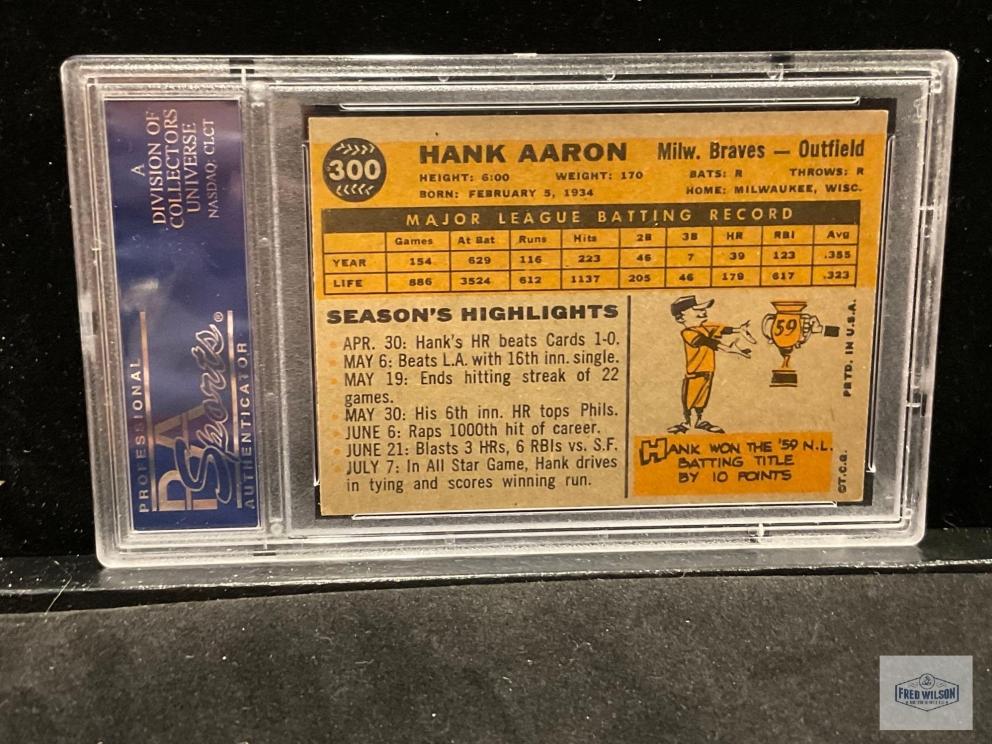 A
DIVISION OF
COLLECTORS
UNIVERSE
NASDAQ: CLCT
PROFESSIONAL
PSA
Sports®
AUTHENTICATOR
300
HANK AARON
Milw. Braves — Outfield
HEIGHT: 6:00 WEIGHT: 170 BATS: R THROWS: R
BORN: FEBRUARY 5, 1934 HOME: MILWAUKEE, WISC.
MAJOR LEAGUE BATTING RECORD
Games At Bat Runs Hits 2B 3B HR RBI Avg
YEAR 154 629 116 223 46 7 39 123 .355
LIFE 886 3524 612 1137 205 46 179 617 .323
SEASON'S HIGHLIGHTS
APR. 30: Hank's HR beats Cards 1-0.
MAY 6: Beats L.A. with 16th inn. single.
MAY 19: Ends hitting streak of 22
games.
MAY 30: His 6th inn. HR tops Phils.
JUNE 6: Raps 1000th hit of career.
JUNE 21: Blasts 3 HRs, 6 RBIs vs. S.F.
JULY 7: In All Star Game, Hank drives
in tying and scores winning run.
59
HANK WON THE '59 N.L.
BATTING TITLE
BY 10 POINTS
©T.C.G.
PRTD. IN U.S.A.
FRED WILSON